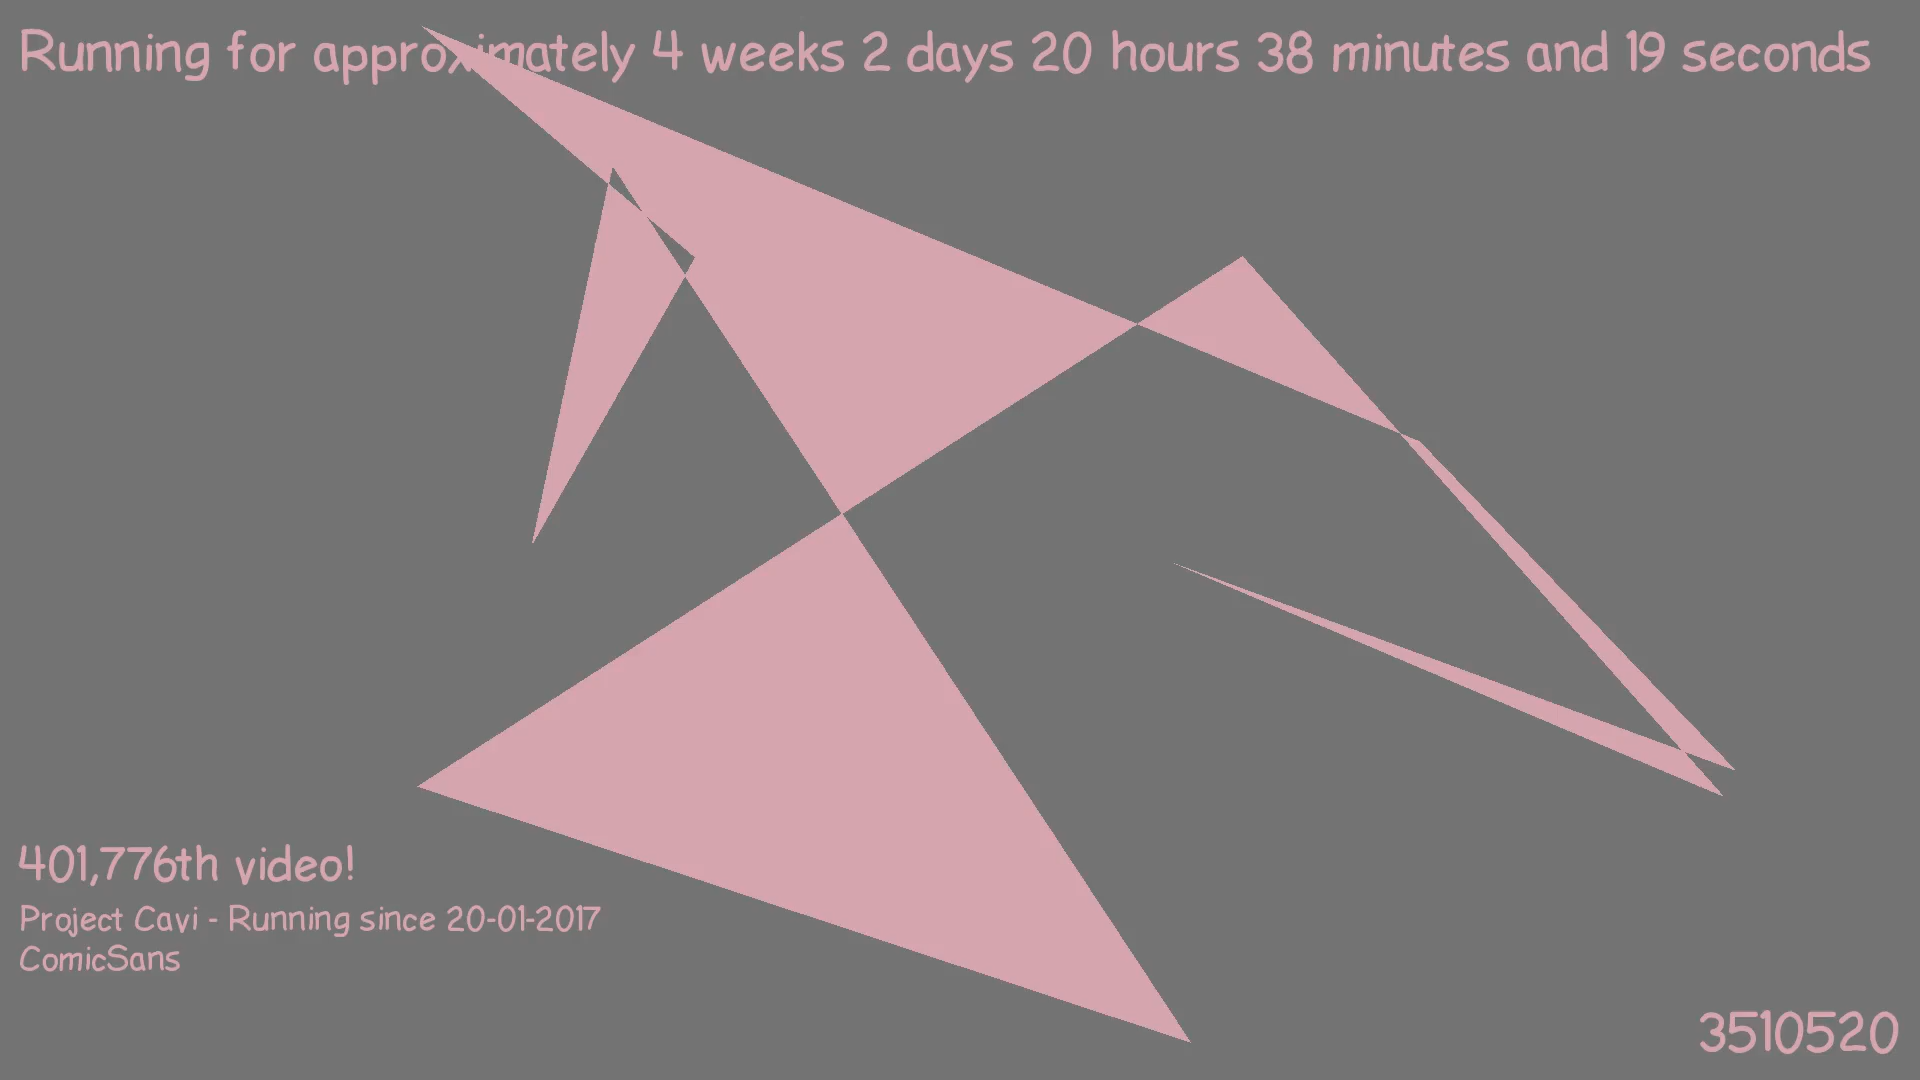 Running for approximately 4 weeks 2 days 20 hours 38 minutes and 19 seconds
401,776th video!
Project Cavi - Running since 20-01-2017
ComicSans
3510520